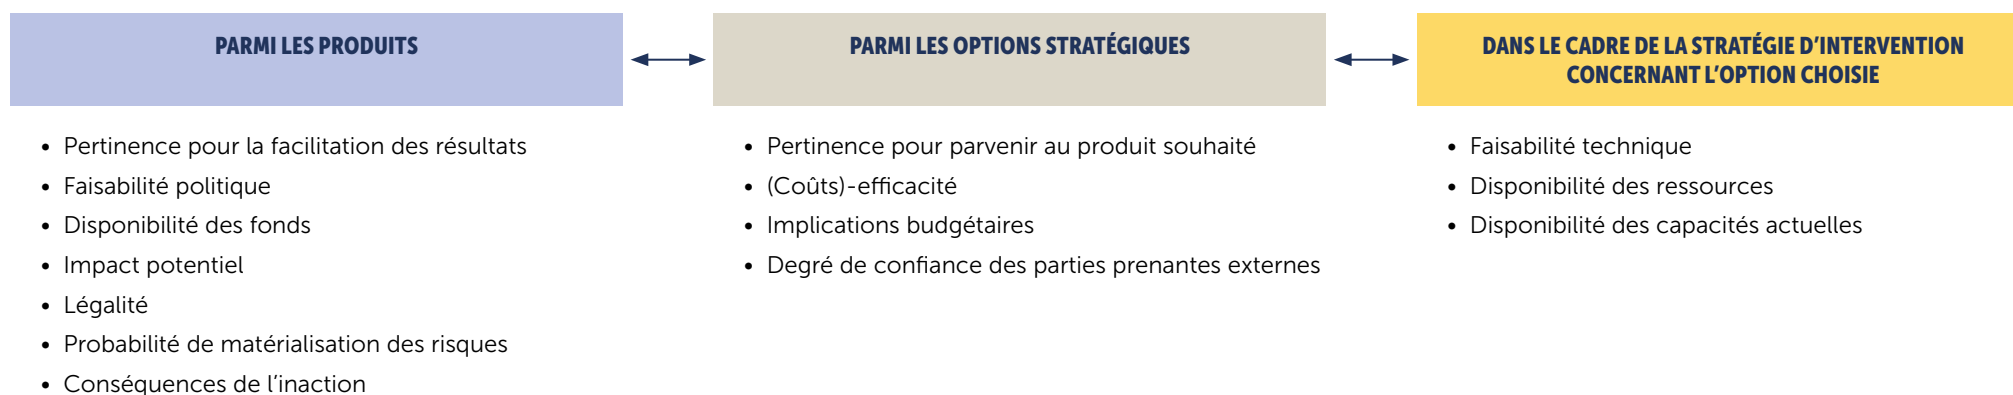 PARMI LES PRODUITS
• Pertinence pour la facilitation des résultats
• Faisabilité politique
• Disponibilité des fonds
• Impact potentiel
• Légalité
• Probabilité de matérialisation des risques
• Conséquences de l’inaction
PARMI LES OPTIONS STRATÉGIQUES
• Pertinence pour parvenir au produit souhaité
• (Coûts)-efficacité
• Implications budgétaires
• Degré de confiance des parties prenantes externes
DANS LE CADRE DE LA STRATÉGIE D’INTERVENTION
CONCERNANT L’OPTION CHOISIE
• Faisabilité technique
• Disponibilité des ressources
• Disponibilité des capacités actuelles